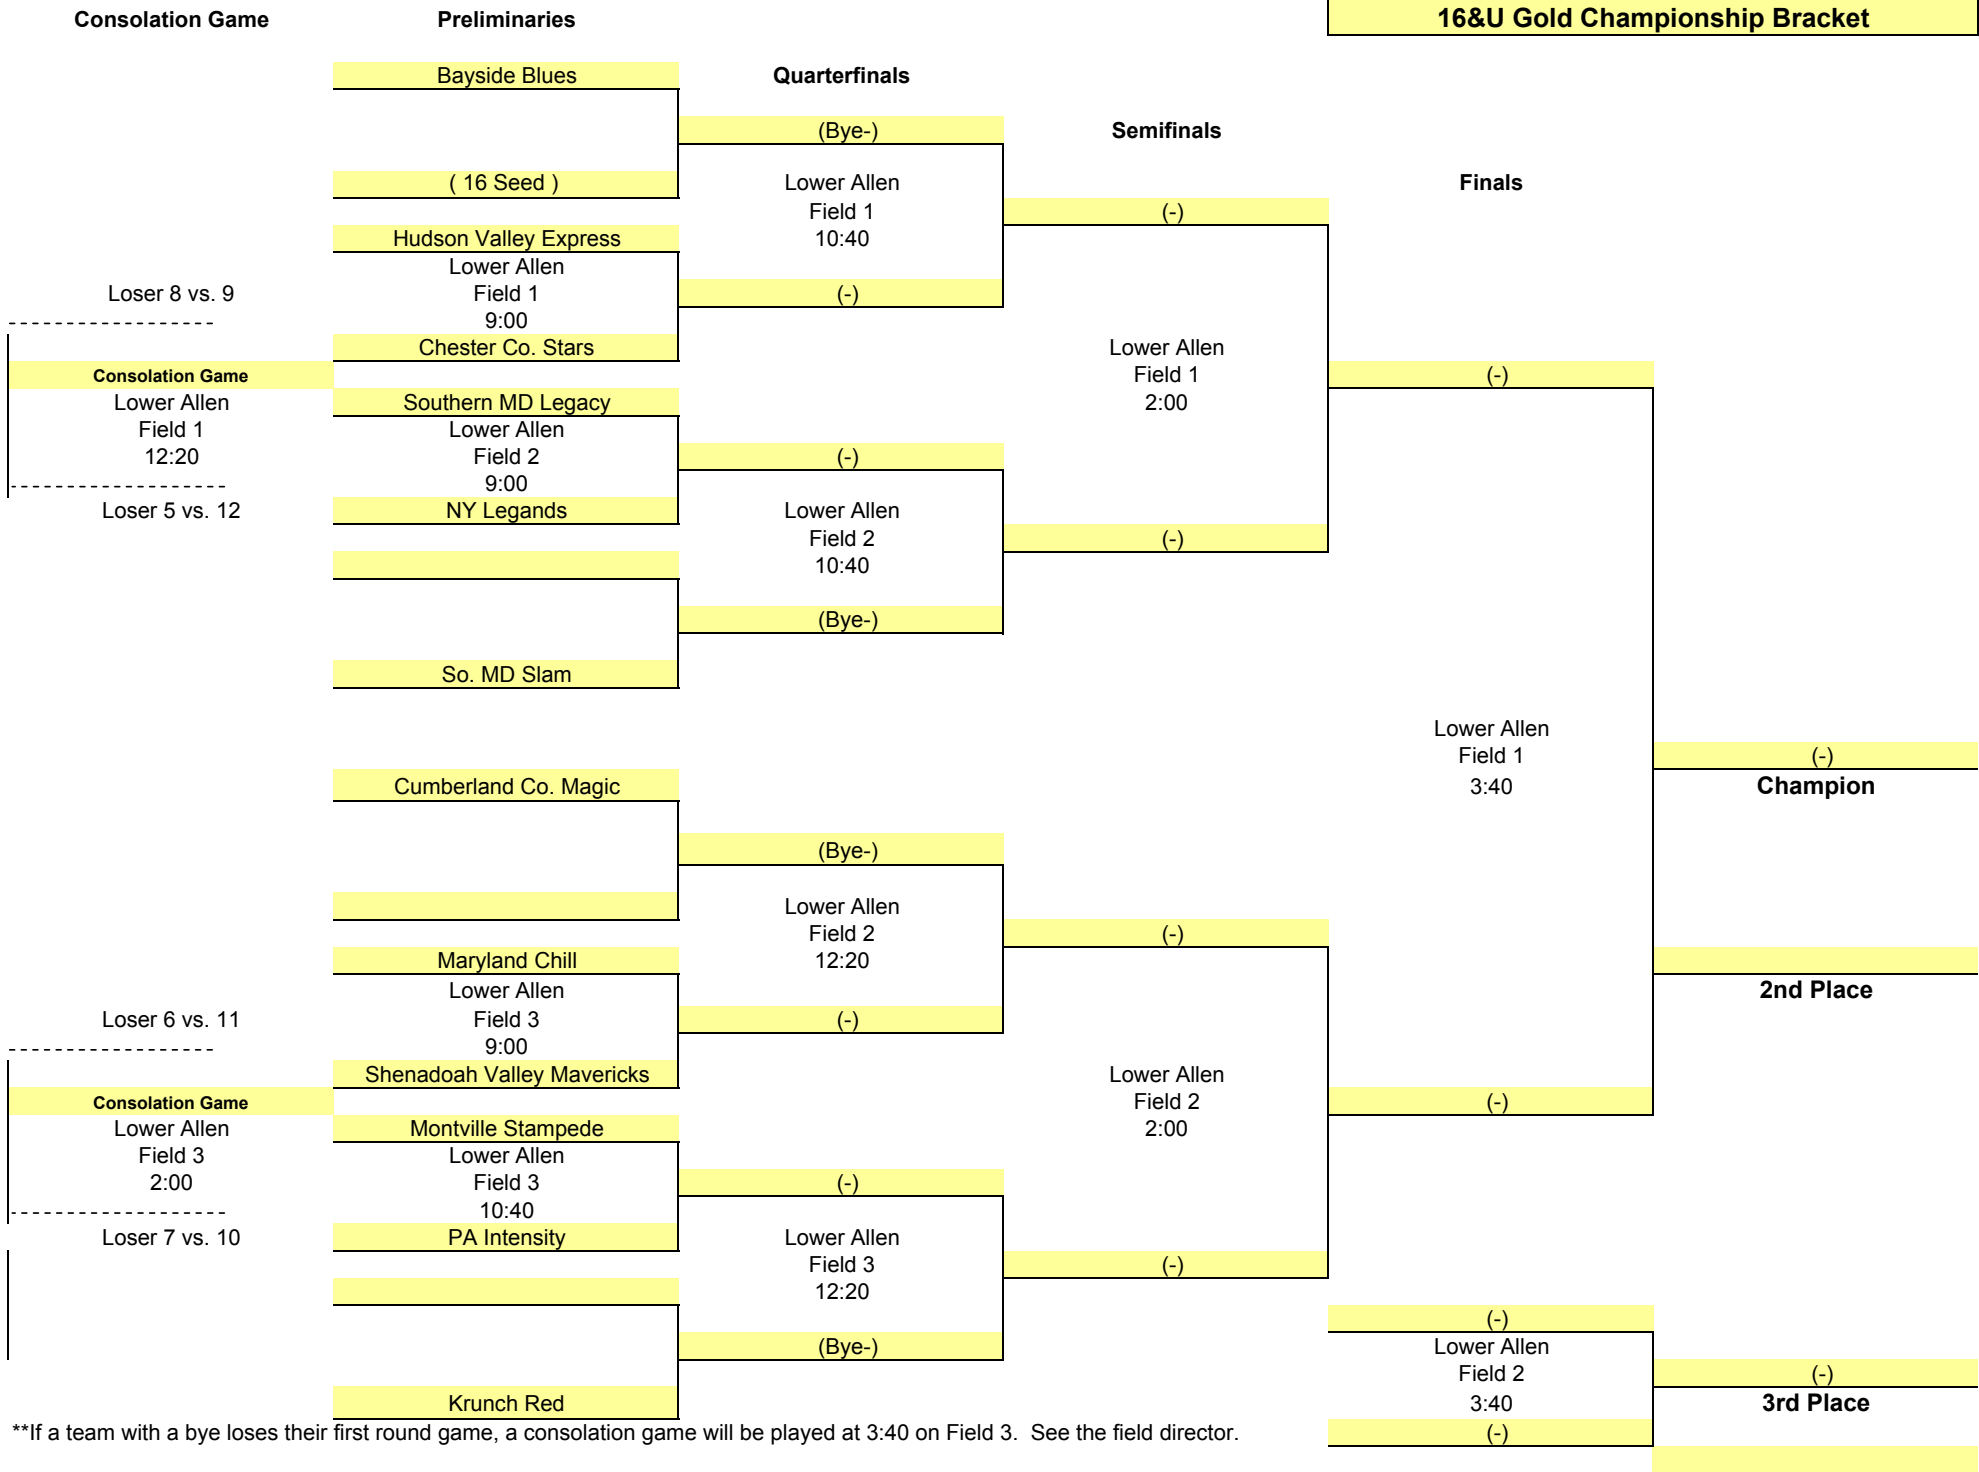 Consolation Game
Preliminaries
16&U Gold Championship Bracket
Bayside Blues
Quarterfinals
(Bye-)
Semifinals
( 16 Seed )
Lower Allen
Finals
Field 1
(-)
Hudson Valley Express
10:40
Lower Allen
Loser 8 vs. 9
Field 1
(-)
- - - - - - - - - - - - - - - - - -
9:00
Chester Co. Stars
Lower Allen
Consolation Game
Field 1
(-)
Lower Allen
Southern MD Legacy
2:00
Field 1
Lower Allen
12:20
Field 2
(-)
- - - - - - - - - - - - - - - - - - -
9:00
Loser 5 vs. 12
NY Legands
Lower Allen
Field 2
(-)
10:40
(Bye-)
So. MD Slam
Lower Allen
Field 1
(-)
Cumberland Co. Magic
3:40
Champion
(Bye-)
Lower Allen
Field 2
(-)
Maryland Chill
12:20
Lower Allen
2nd Place
Loser 6 vs. 11
Field 3
(-)
- - - - - - - - - - - - - - - - - -
9:00
Shenadoah Valley Mavericks
Lower Allen
Consolation Game
Field 2
(-)
Lower Allen
Montville Stampede
2:00
Field 3
Lower Allen
2:00
Field 3
(-)
- - - - - - - - - - - - - - - - - - -
10:40
Loser 7 vs. 10
PA Intensity
Lower Allen
Field 3
(-)
12:20
(-)
(Bye-)
Lower Allen
Field 2
(-)
Krunch Red
3:40
3rd Place
**If a team with a bye loses their first round game, a consolation game will be played at 3:40 on Field 3.  See the field director.
(-)